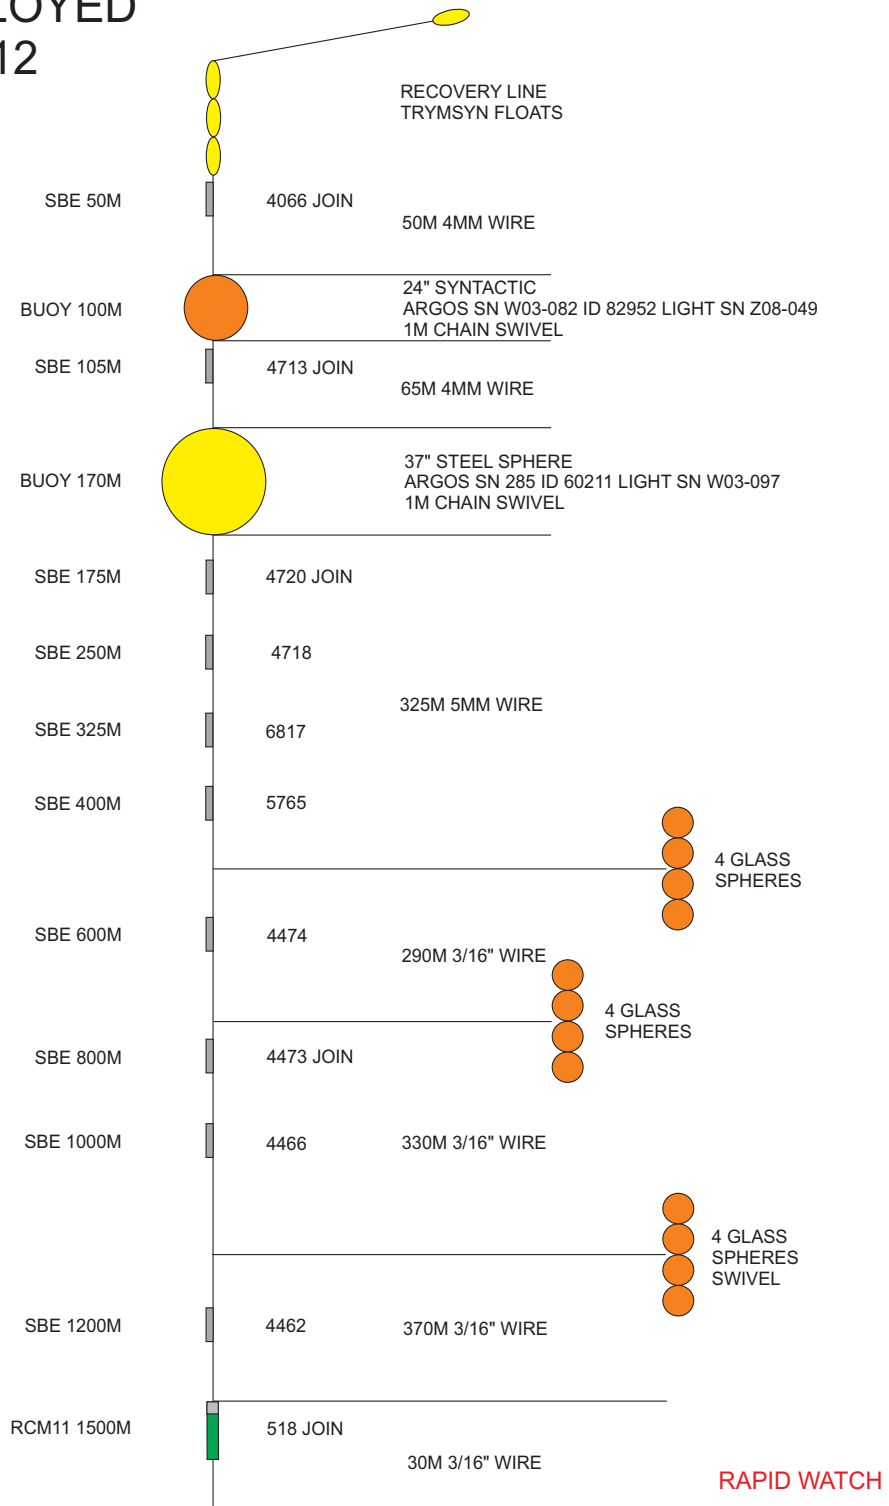 LOYED
12
RECOVERY LINE
TRYMSYN FLOATS
SBE 50M
4066 JOIN
50M 4MM WIRE
24" SYNTACTIC
BUOY 100M
ARGOS SN W03-082 ID 82952 LIGHT SN Z08-049
1M CHAIN SWIVEL
SBE 105M
4713 JOIN
65M 4MM WIRE
37" STEEL SPHERE
BUOY 170M
ARGOS SN 285 ID 60211 LIGHT SN W03-097
1M CHAIN SWIVEL
SBE 175M
4720 JOIN
SBE 250M
4718
325M 5MM WIRE
SBE 325M
6817
SBE 400M
5765
4 GLASS
SPHERES
SBE 600M
4474
290M 3/16" WIRE
4 GLASS
SPHERES
SBE 800M
4473 JOIN
SBE 1000M
4466
330M 3/16" WIRE
4 GLASS
SPHERES
SWIVEL
SBE 1200M
4462
370M 3/16" WIRE
RCM11 1500M
518 JOIN
30M 3/16" WIRE
RAPID WATCH